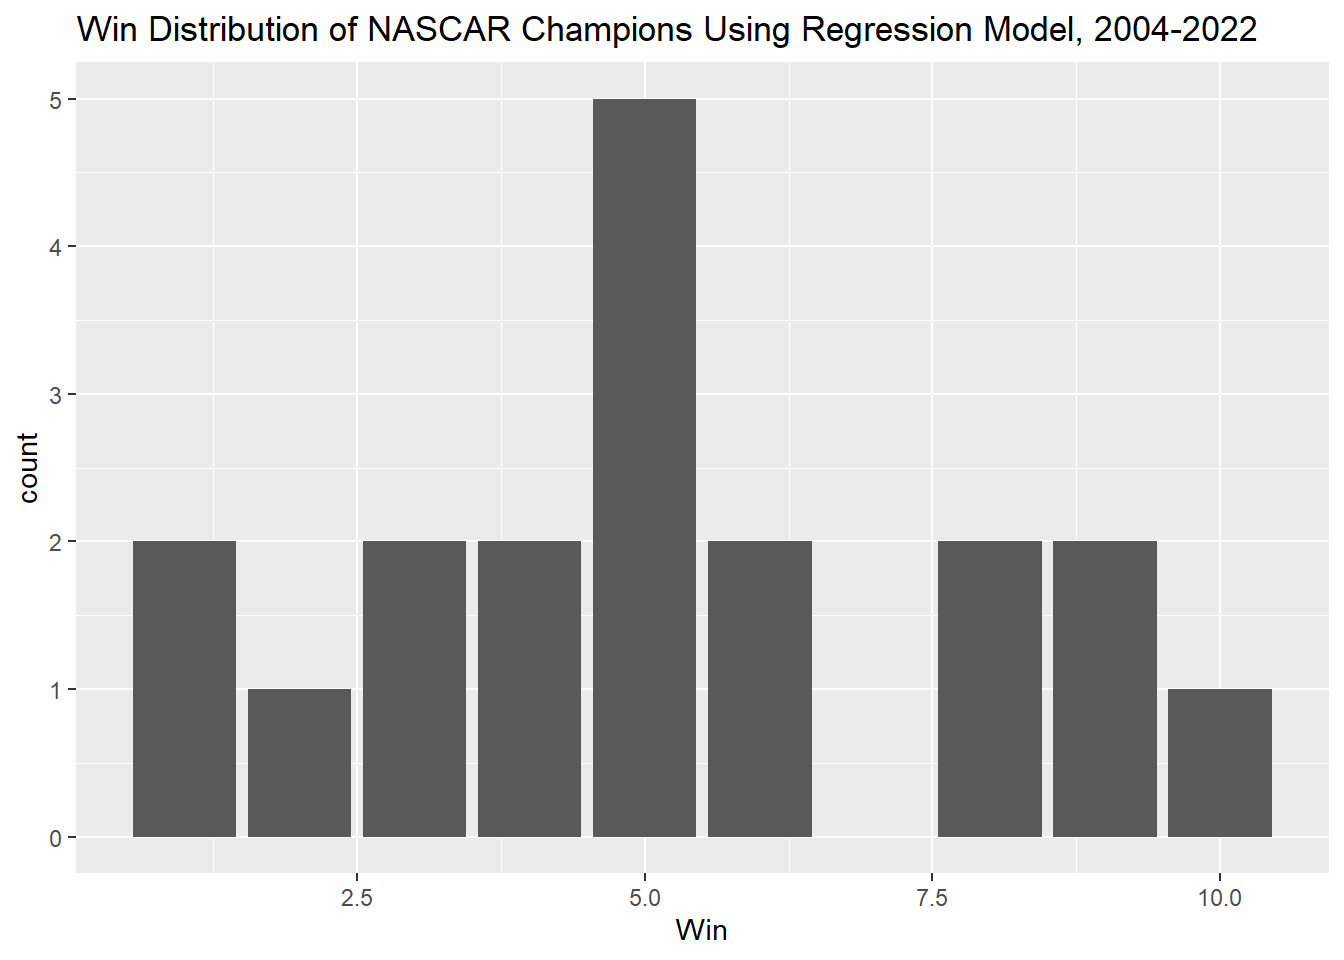 Win Distribution of NASCAR Champions Using Regression Model, 2004-2022
5
4
3
2
1
0
count
2.5 5.0 7.5 10.0
Win